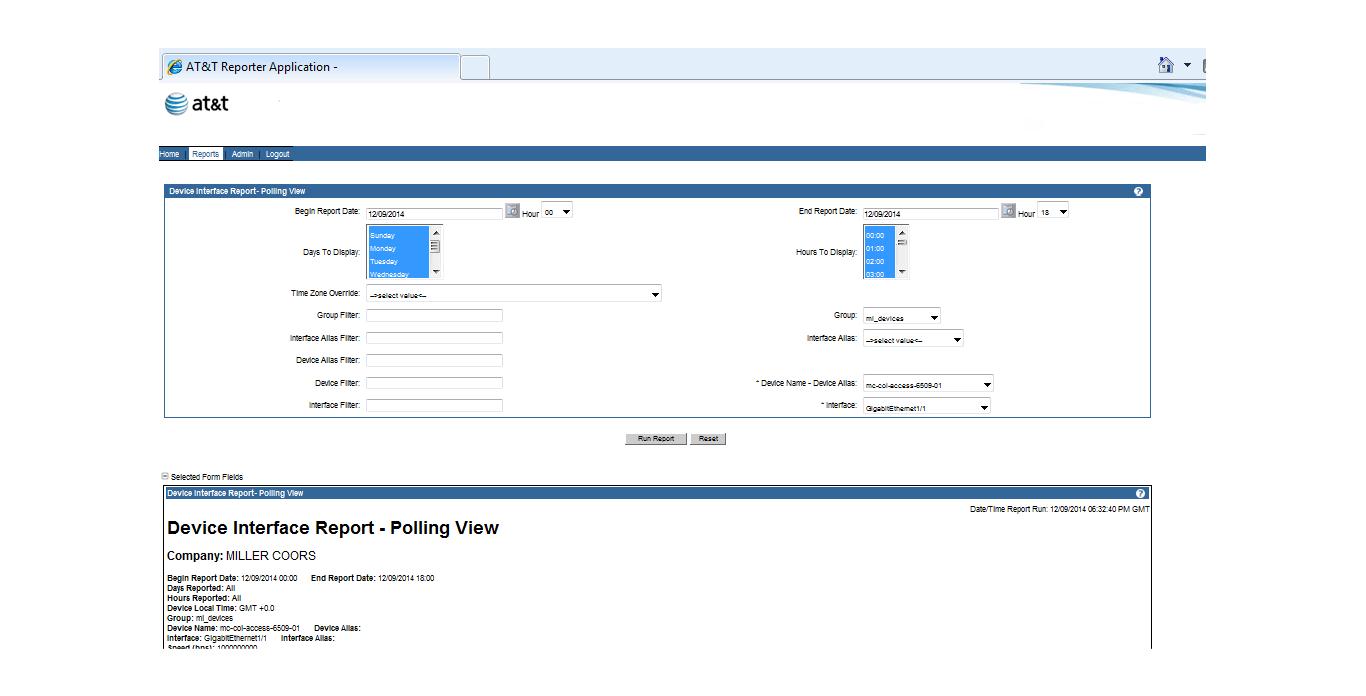 AT&T Reporter Application -
at&t
Home | Reports | Admin | Logout
Device Interface Report- Polling View
Begin Report Date: 12/09/2014 Hour 00 End Report Date: 12/09/2014 Hour 18
Days To Display: Sunday Hours To Display: 00:00
Monday 01:00
Tuesday 02:00
Wednesday 03:00
Time Zone Override: -->select value<--
Group Filter: Group: ml_devices
Interface Alias Filter: Interface Alias: -->select value<--
Device Alias Filter:
Device Filter: * Device Name - Device Alias: mc-col-access-6509-01
Interface Filter: * Interface: GigabitEthernet1/1
Run Report Reset
Selected Form Fields
Device Interface Report- Polling View
Date/Time Report Run: 12/09/2014 06:32:40 PM GMT
Device Interface Report - Polling View
Company: MILLER COORS
Begin Report Date: 12/09/2014 00:00 End Report Date: 12/09/2014 18:00
Days Reported: All
Hours Reported: All
Device Local Time: GMT +0.0
Group: ml_devices
Device Name: mc-col-access-6509-01 Device Alias:
Interface: GigabitEthernet1/1 Interface Alias:
Speed (bps): 1000000000